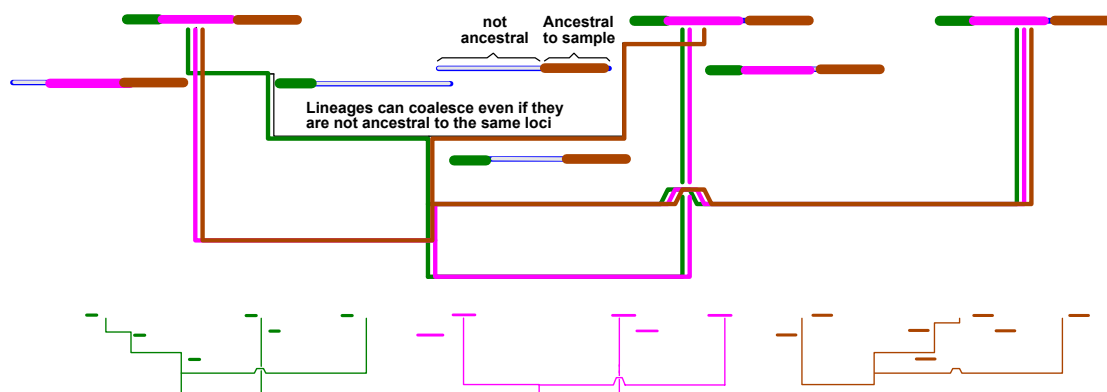 not
ancestral
Ancestral
to sample
Lineages can coalesce even if they
are not ancestral to the same loci